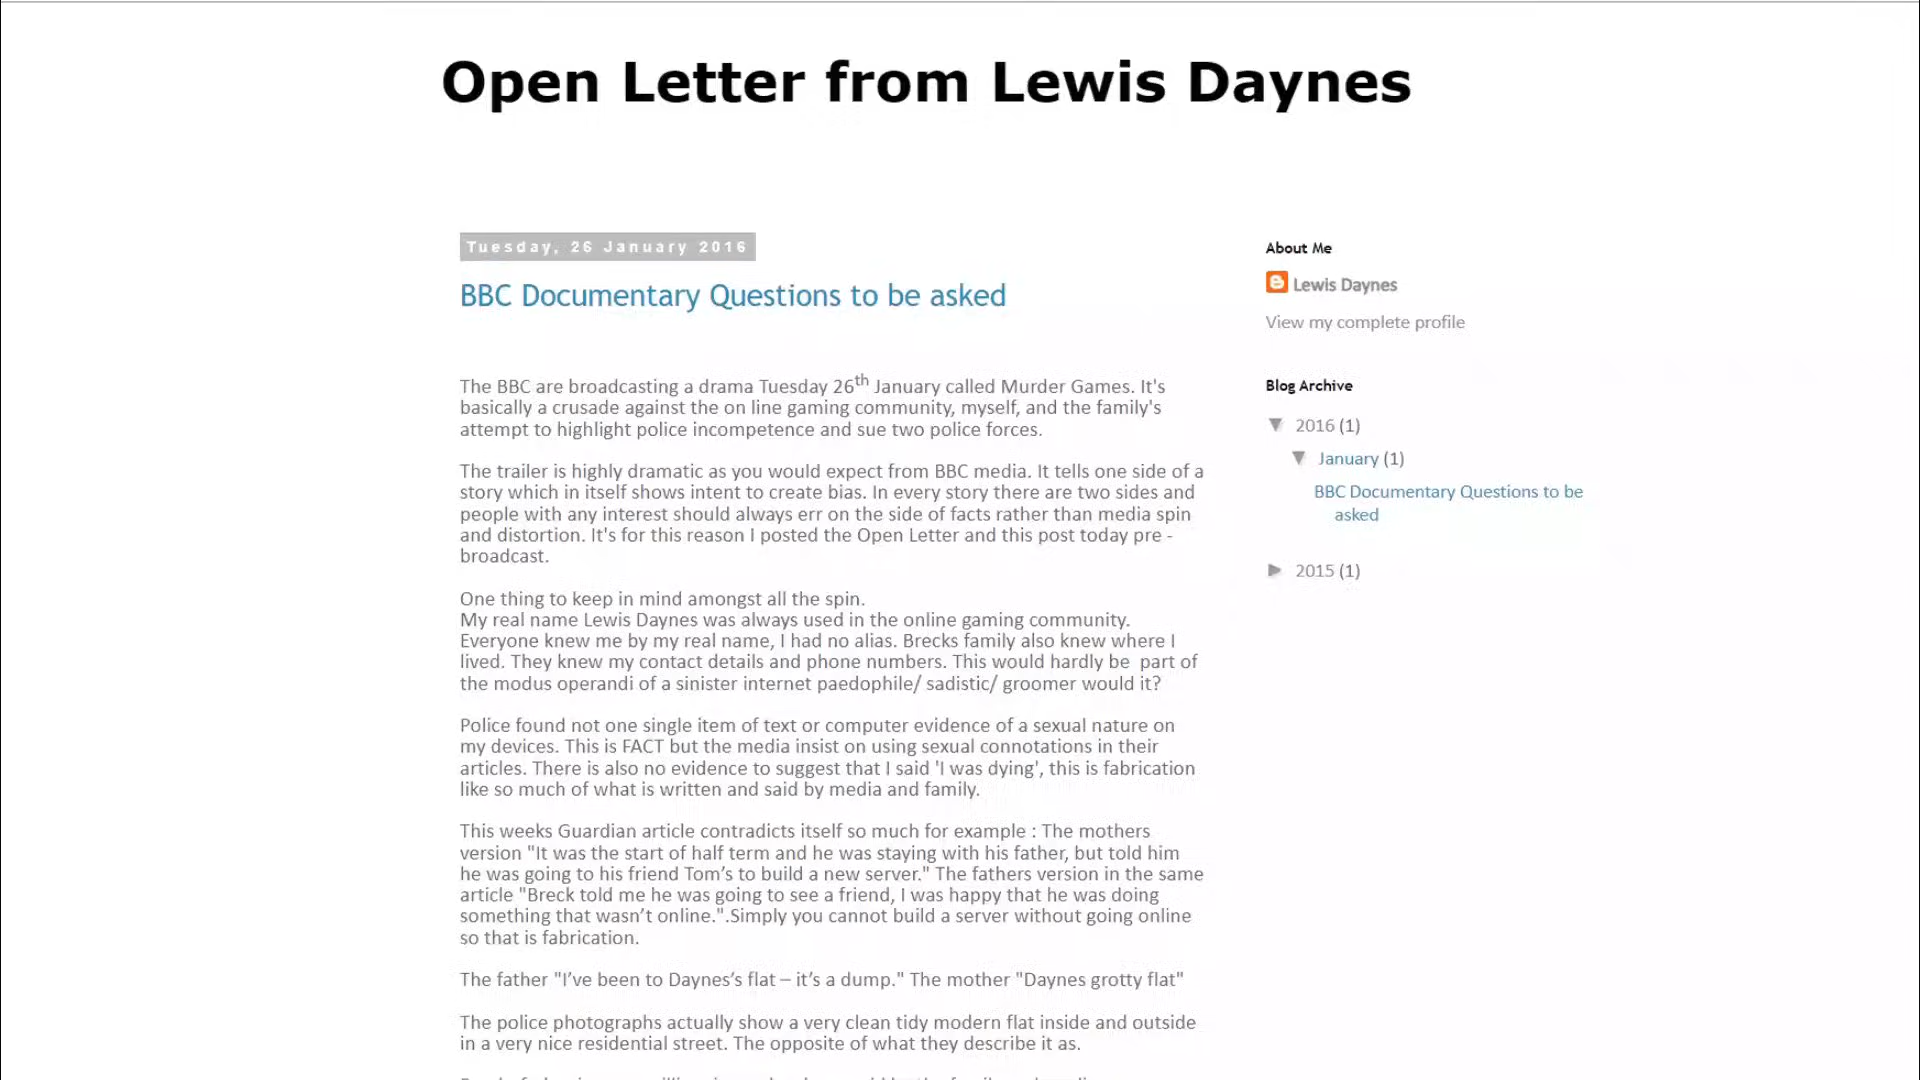 Open Letter from Lewis Daynes
Tuesday, 26 January 2016
BBC Documentary Questions to be asked
The BBC are broadcasting a drama Tuesday 26th January called Murder Games. It's
basically a crusade against the on line gaming community, myself, and the family's
attempt to highlight police incompetence and sue two police forces.
The trailer is highly dramatic as you would expect from BBC media. It tells one side of a
story which in itself shows intent to create bias. In every story there are two sides and
people with any interest should always err on the side of facts rather than media spin
and distortion. It's for this reason I posted the Open Letter and this post today pre -
broadcast.
One thing to keep in mind amongst all the spin.
My real name Lewis Daynes was always used in the online gaming community.
Everyone knew me by my real name, I had no alias. Brecks family also knew where I
lived. They knew my contact details and phone numbers. This would hardly be  part of
the modus operandi of a sinister internet paedophile/ sadistic/ groomer would it?
Police found not one single item of text or computer evidence of a sexual nature on
my devices. This is FACT but the media insist on using sexual connotations in their
articles. There is also no evidence to suggest that I said 'I was dying', this is fabrication
like so much of what is written and said by media and family.
This weeks Guardian article contradicts itself so much for example : The mothers
version "It was the start of half term and he was staying with his father, but told him
he was going to his friend Tom’s to build a new server." The fathers version in the same
article "Breck told me he was going to see a friend, I was happy that he was doing
something that wasn’t online.".Simply you cannot build a server without going online
so that is fabrication.
The father "I’ve been to Daynes’s flat – it’s a dump." The mother "Daynes grotty flat"
The police photographs actually show a very clean tidy modern flat inside and outside
in a very nice residential street. The opposite of what they describe it as.
About Me
Lewis Daynes
View my complete profile
Blog Archive
▼ 2016 (1)
▼ January (1)
BBC Documentary Questions to be
asked
► 2015 (1)